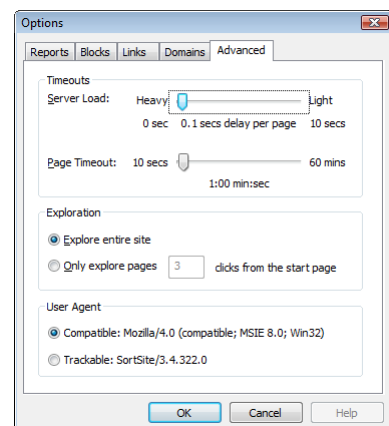 Options
Reports Blocks Links Domains Advanced
Timeouts
Server Load: Heavy Light
0 sec 0.1 secs delay per page 10 secs
Page Timeout: 10 secs 60 mins
1:00 min:sec
Exploration
Explore entire site
Only explore pages 3 clicks from the start page
User Agent
Compatible: Mozilla/4.0 (compatible; MSIE 8.0; Win32)
Trackable: SortSite/3.4.322.0
OK Cancel Help